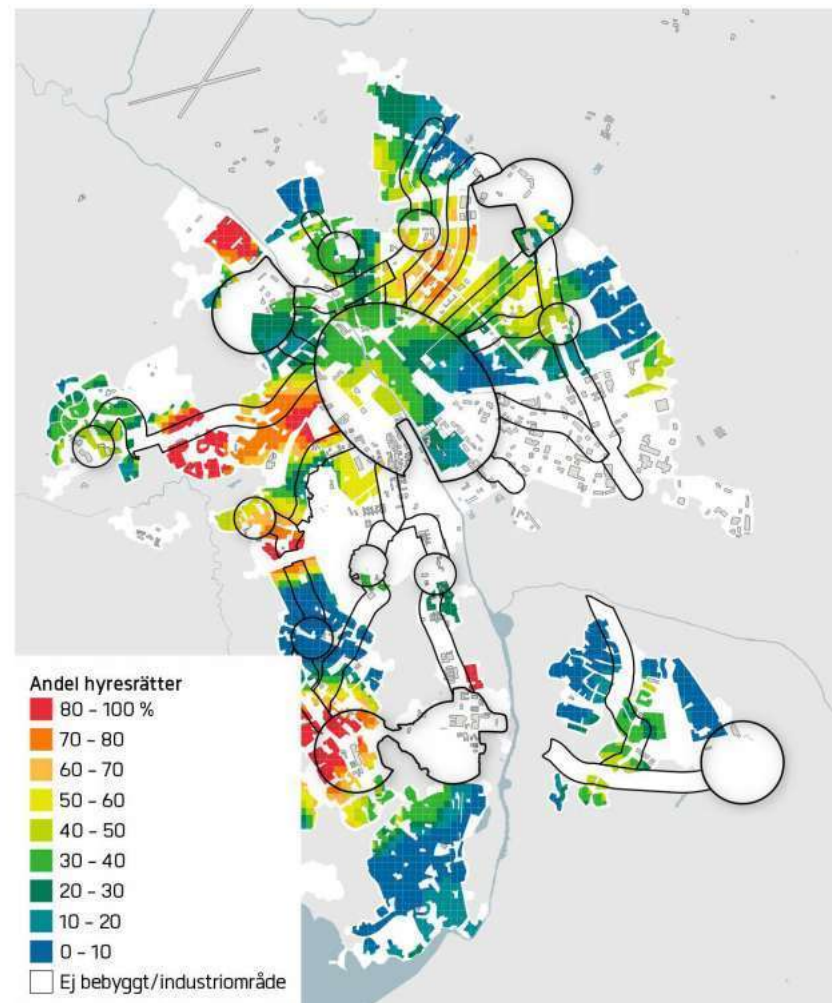 Andel hyresrätter
80 – 100 %
70 – 80
60 – 70
50 – 60
40 – 50
30 – 40
20 – 30
10 – 20
0 – 10
Ej bebyggt/industriområde